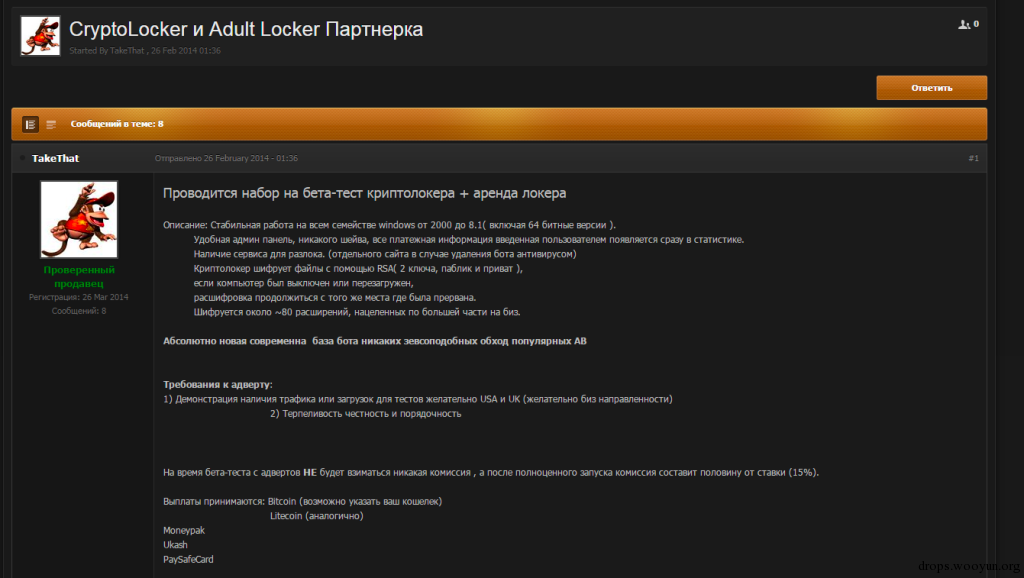 CryptoLocker и Adult Locker Партнерка
Started By TakeThat , 26 Feb 2014 01:36
0
Ответить
Сообщений в теме: 8
TakeThat
Отправлено 26 February 2014 - 01:36
#1
Проверенный
продавец
Регистрация: 26 Mar 2014
Сообщений: 8
Проводится набор на бета-тест криптолокера + аренда локера
Описание: Стабильная работа на всем семействе windows от 2000 до 8.1( включая 64 битные версии ).
Удобная админ панель, никакого шейва, все платежная информация введенная пользователем появляется сразу в статистике.
Наличие сервиса для разлока. (отдельного сайта в случае удаления бота антивирусом)
Криптолокер шифрует файлы с помощью RSA( 2 ключа, паблик и приват ),
если компьютер был выключен или перезагружен,
расшифровка продолжиться с того же места где была прервана.
Шифруется около ~80 расширений, нацеленных по большей части на биз.
Абсолютно новая современна база бота никаких зевсоподобных обход популярных АВ
Требования к адверту:
1) Демонстрация наличия трафика или загрузок для тестов желательно USA и UK (желательно биз направленности)
2) Терпеливость честность и порядочность
На время бета-теста с адвертов НЕ будет взиматься никакая комиссия , а после полноценного запуска комиссия составит половину от ставки (15%).
Выплаты принимаются: Bitcoin (возможно указать ваш кошелек)
Litecoin (аналогично)
Moneypak
Ukash
PaySafeCard
drops.wooyun.org